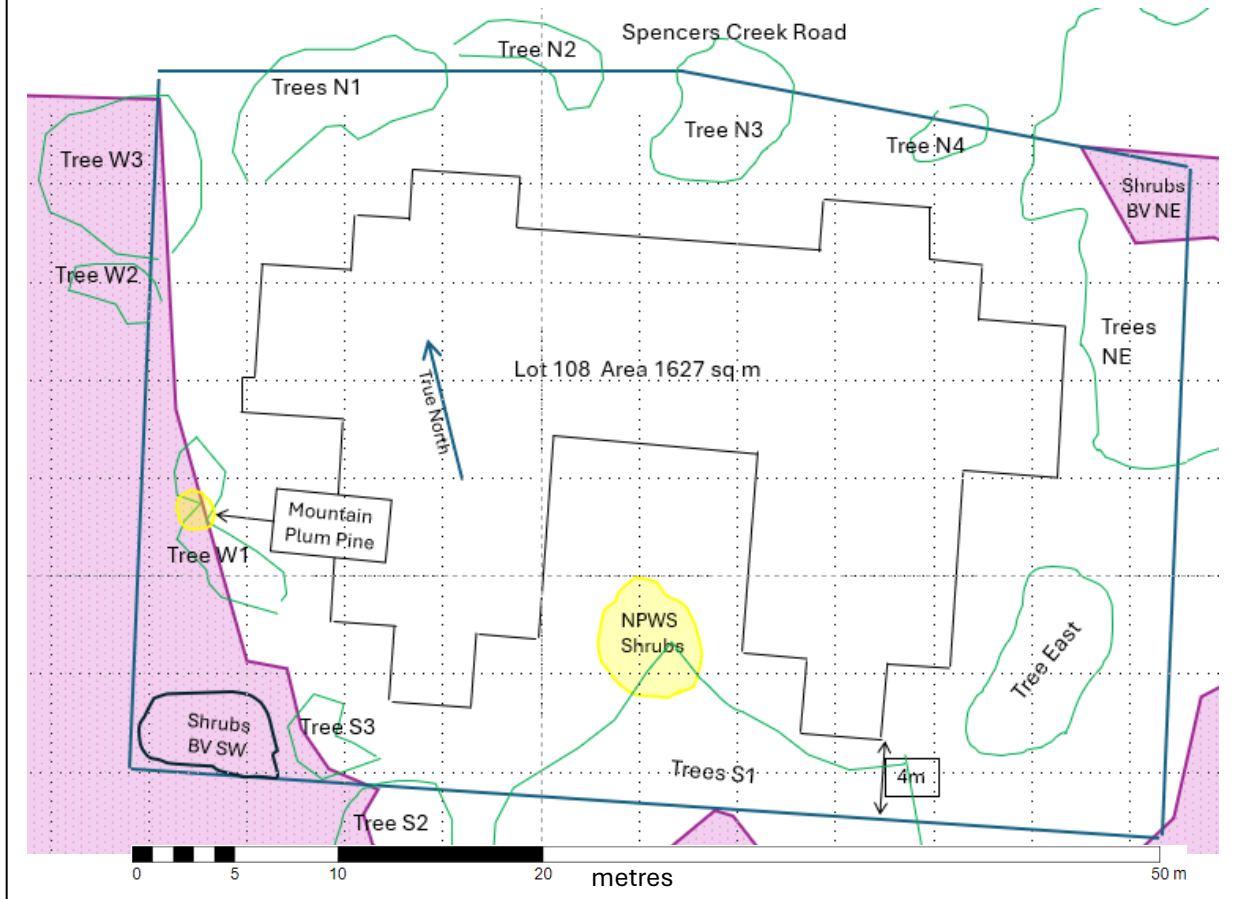 Spencers Creek Road
Tree N2
Trees N1
Tree N3
Tree N4
Tree W3
Shrubs
BV NE
Tree W2
Trees
NE
Lot 108 Area 1627 sq m
True North
Mountain
Plum Pine
Tree W1
NPWS
Shrubs
Tree East
Shrubs
BV SW
Tree S3
Trees S1
4m
Tree S2
0 5 10 20 metres 50 m